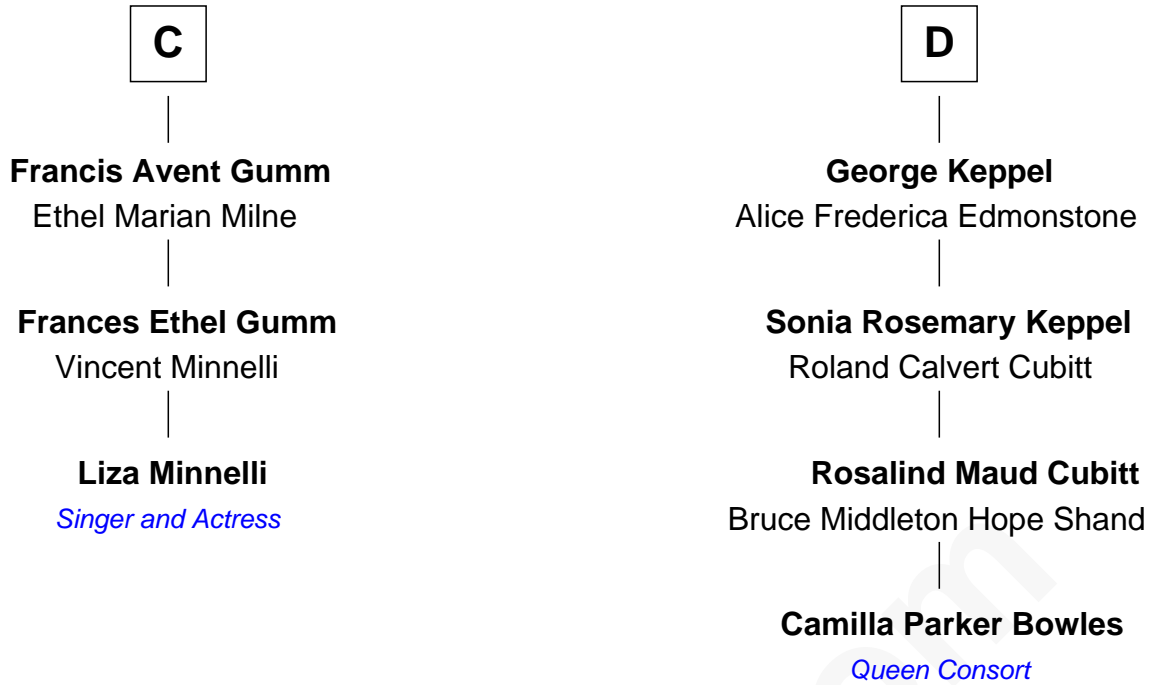 C
Francis Avent Gumm
Ethel Marian Milne
Frances Ethel Gumm
Vincent Minnelli
Liza Minnelli
Singer and Actress
D
George Keppel
Alice Frederica Edmonstone
Sonia Rosemary Keppel
Roland Calvert Cubitt
Rosalind Maud Cubitt
Bruce Middleton Hope Shand
Camilla Parker Bowles
Queen Consort